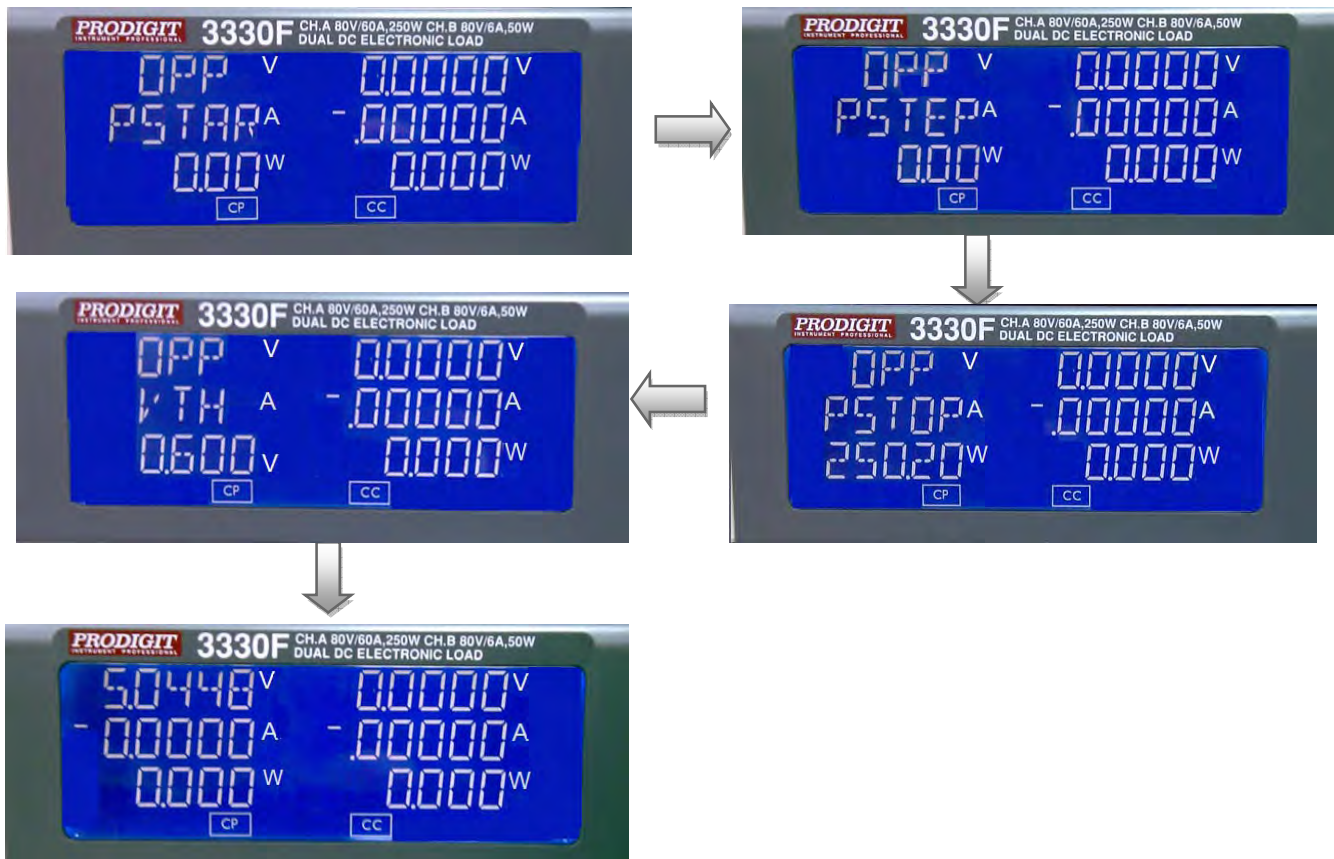 PRODIGIT
INSTRUMENT PROFESSIONAL
3330F
CH.A 80V/60A,250W CH.B 80V/6A,50W
DUAL DC ELECTRONIC LOAD
OPP V 0.0000 V
PSTAR A -.00000 A
0.00 W 0.000 W
CP CC
PRODIGIT
INSTRUMENT PROFESSIONAL
3330F
CH.A 80V/60A,250W CH.B 80V/6A,50W
DUAL DC ELECTRONIC LOAD
OPP V 0.0000 V
PSTEP A -.00000 A
0.00 W 0.000 W
CP CC
PRODIGIT
INSTRUMENT PROFESSIONAL
3330F
CH.A 80V/60A,250W CH.B 80V/6A,50W
DUAL DC ELECTRONIC LOAD
OPP V 0.0000 V
PSTOP A -.00000 A
250.20 W 0.000 W
CP CC
PRODIGIT
INSTRUMENT PROFESSIONAL
3330F
CH.A 80V/60A,250W CH.B 80V/6A,50W
DUAL DC ELECTRONIC LOAD
OPP V 0.0000 V
VTH A -.00000 A
0.600 V 0.000 W
CP CC
PRODIGIT
INSTRUMENT PROFESSIONAL
3330F
CH.A 80V/60A,250W CH.B 80V/6A,50W
DUAL DC ELECTRONIC LOAD
5.0448 V 0.0000 V
-0.0000 A -.00000 A
0.000 W 0.000 W
CP CC